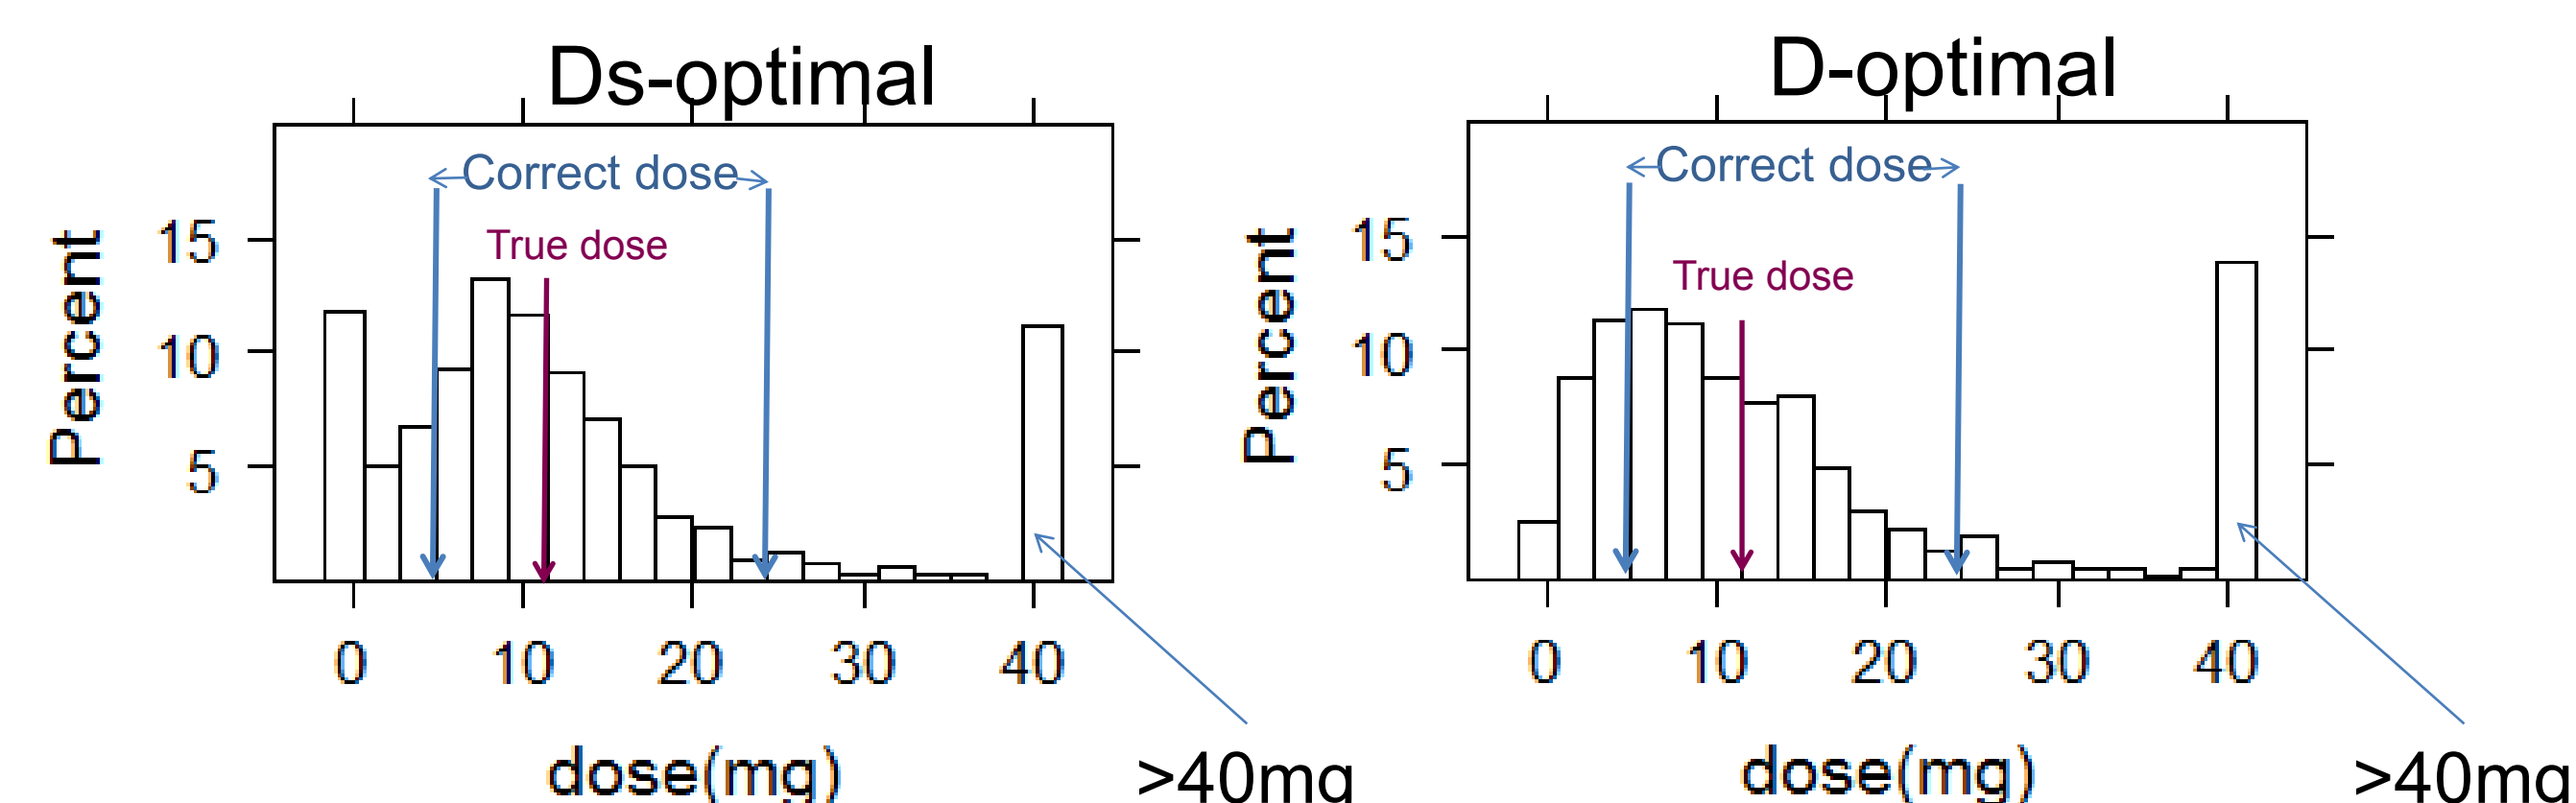 Ds-optimal
Correct dose
True dose
Percent
15
10
5
0 10 20 30 40
dose(mg)
>40mg
D-optimal
Correct dose
True dose
Percent
15
10
5
0 10 20 30 40
dose(mg)
>40mg